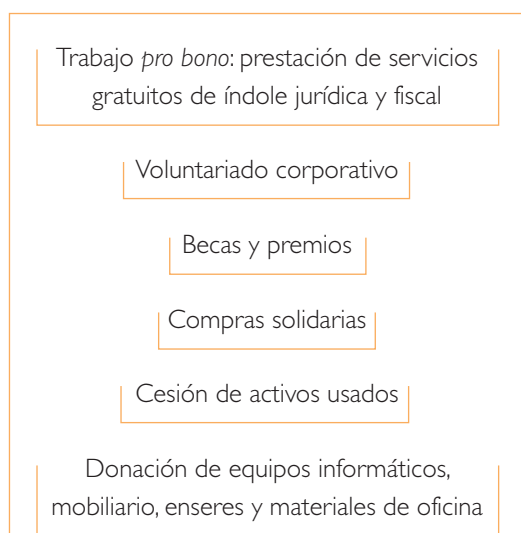 Trabajo pro bono: prestación de servicios
gratuitos de índole jurídica y fiscal
Voluntariado corporativo
Becas y premios
Compras solidarias
Cesión de activos usados
Donación de equipos informáticos,
mobiliario, enseres y materiales de oficina